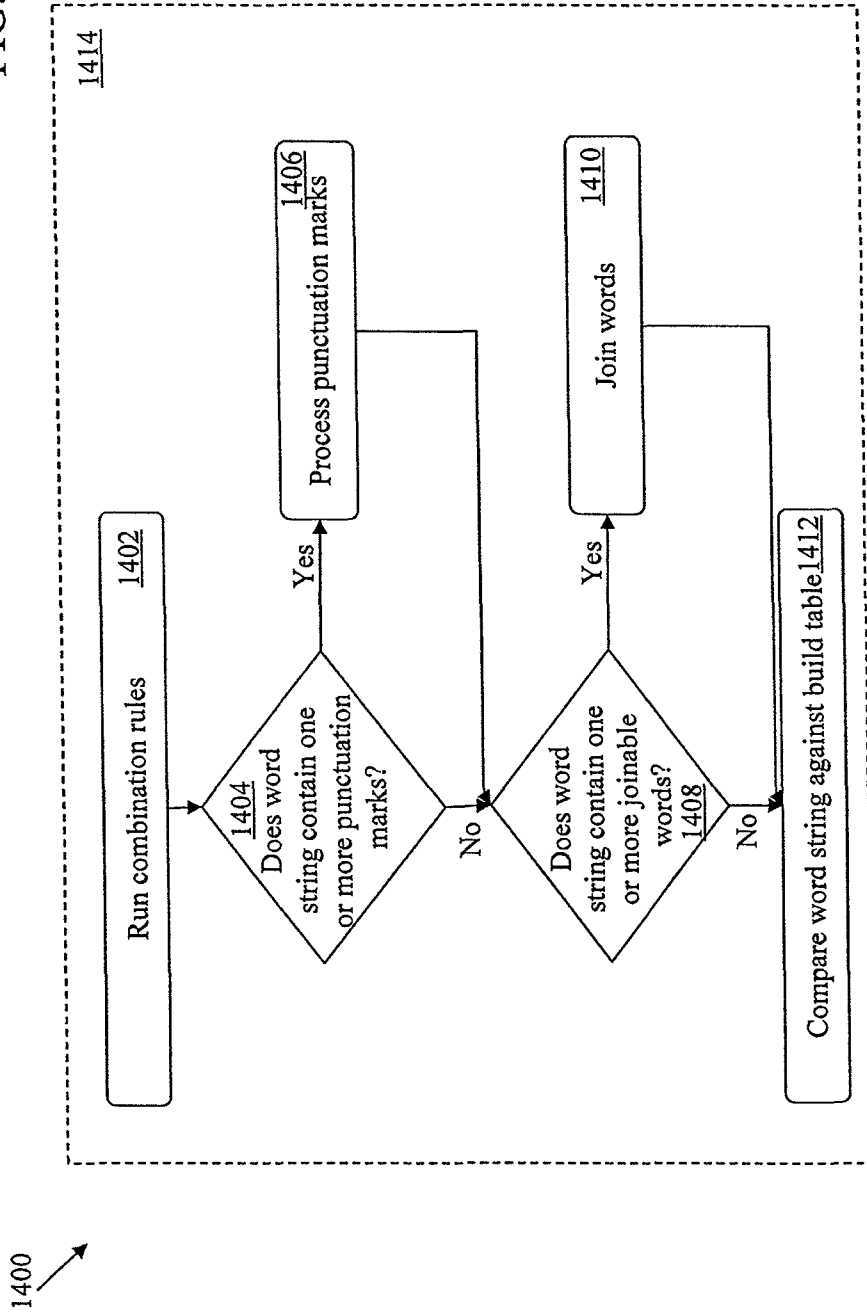 1400
1414
Run combination rules 1402
1404
Does word
string contain one
or more punctuation
marks?
Yes
1406
Process punctuation marks
No
Does word
string contain one
or more joinable
words?
1408
Yes
1410
Join words
No
Compare word string against build table1412